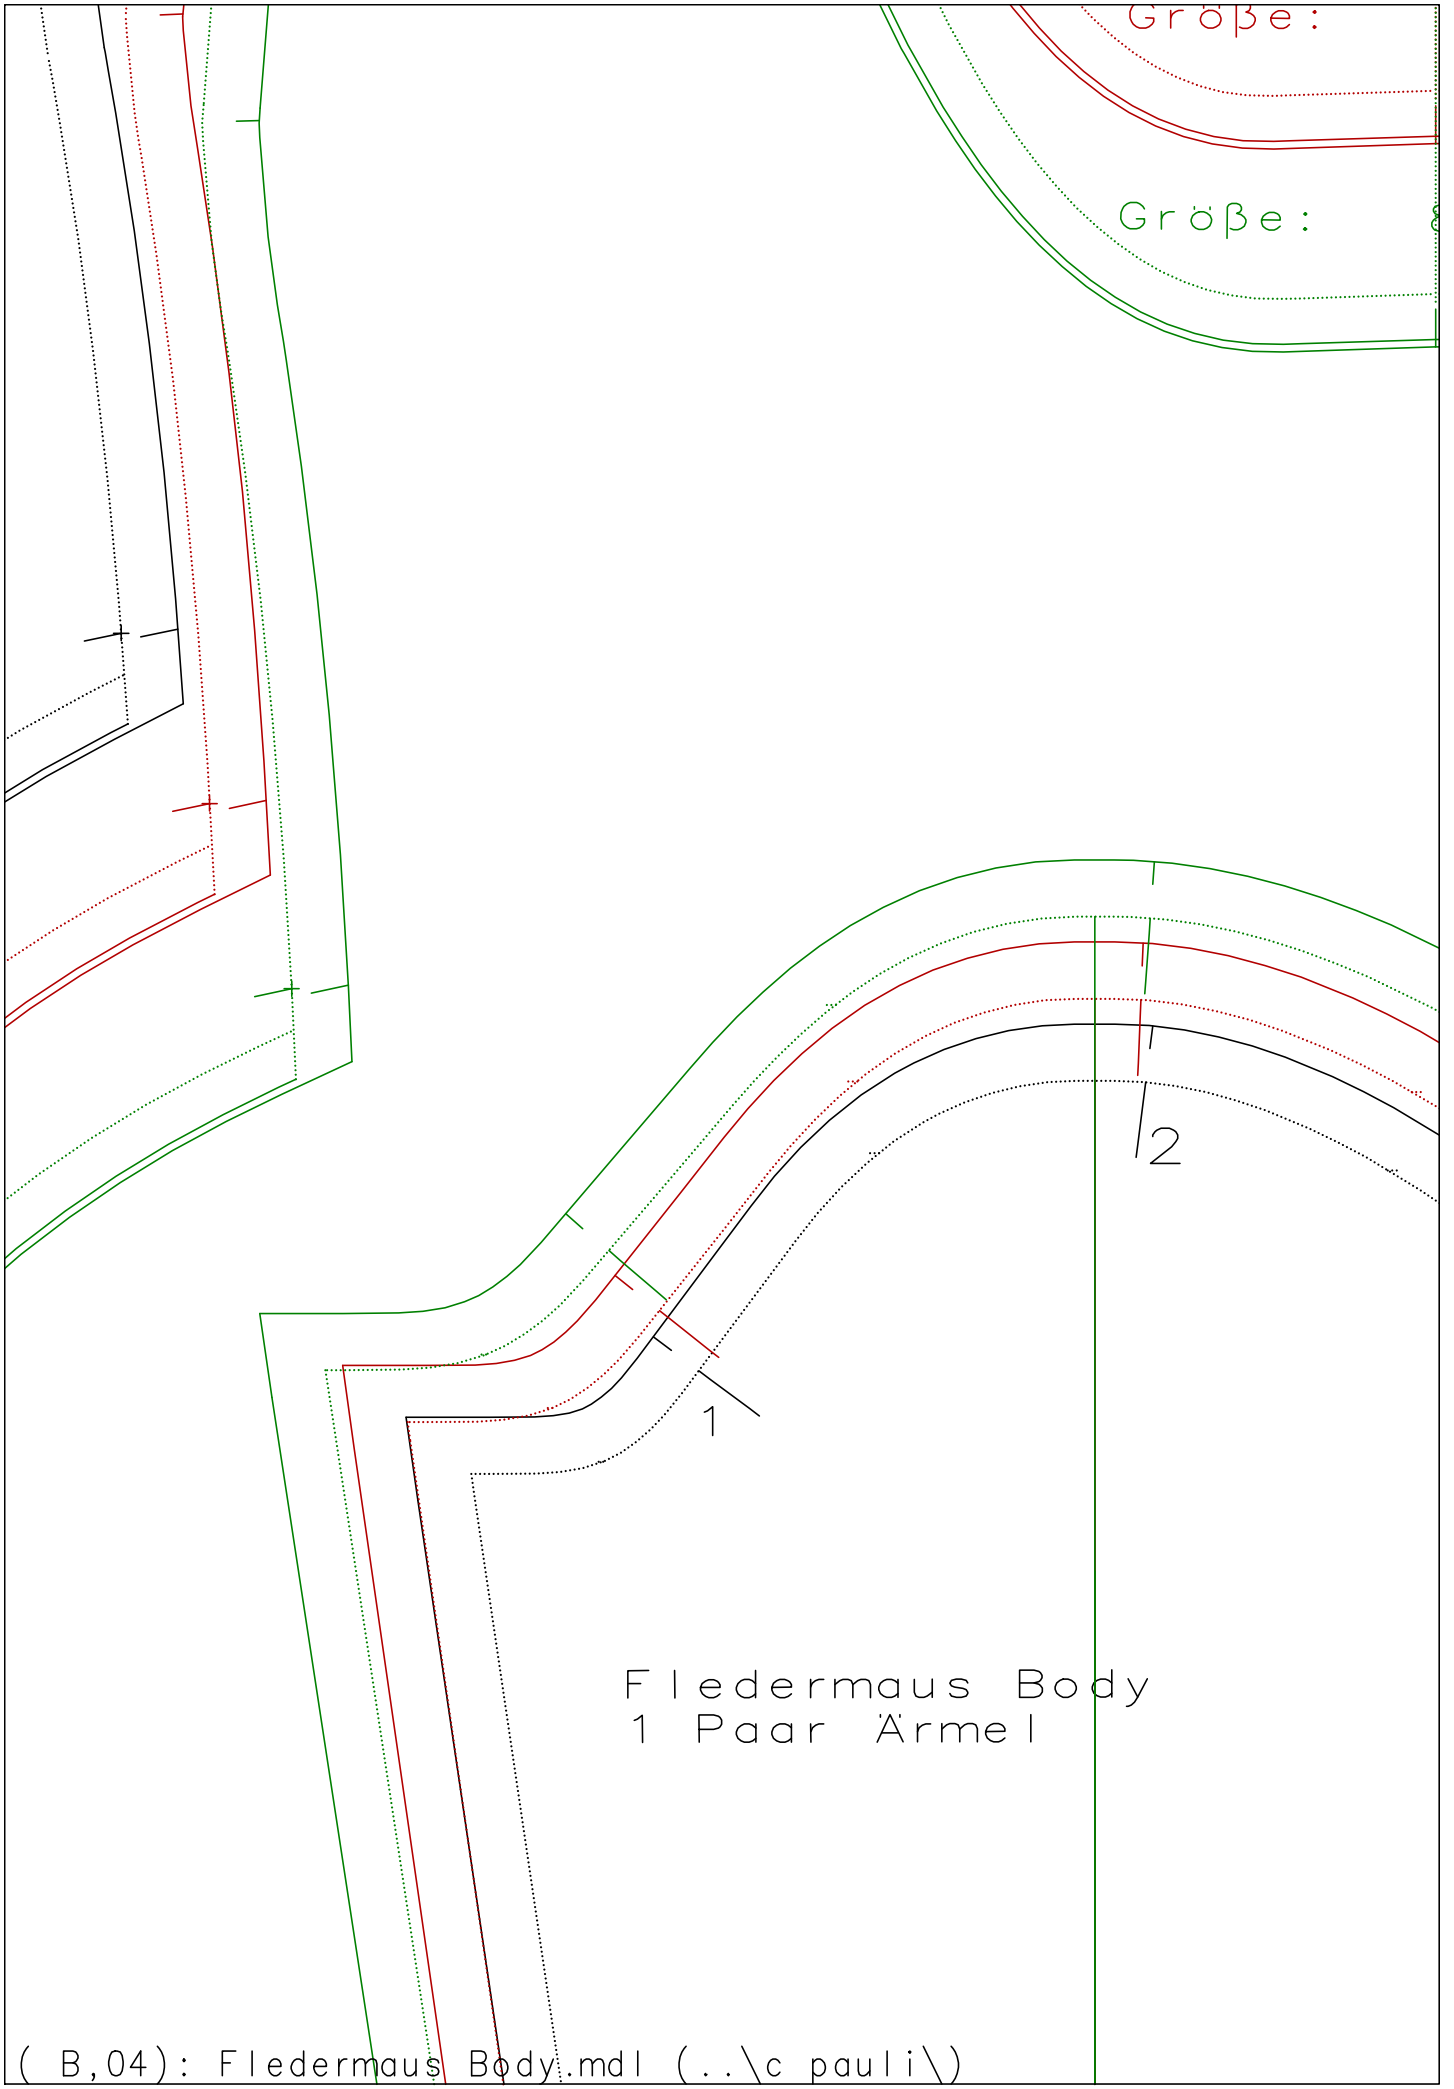 Größe:
Größe:
2
1
Fledermaus Body
1 Paar Ärmel
( B,04): Fledermaus Body.mdl (..\c pauli\)